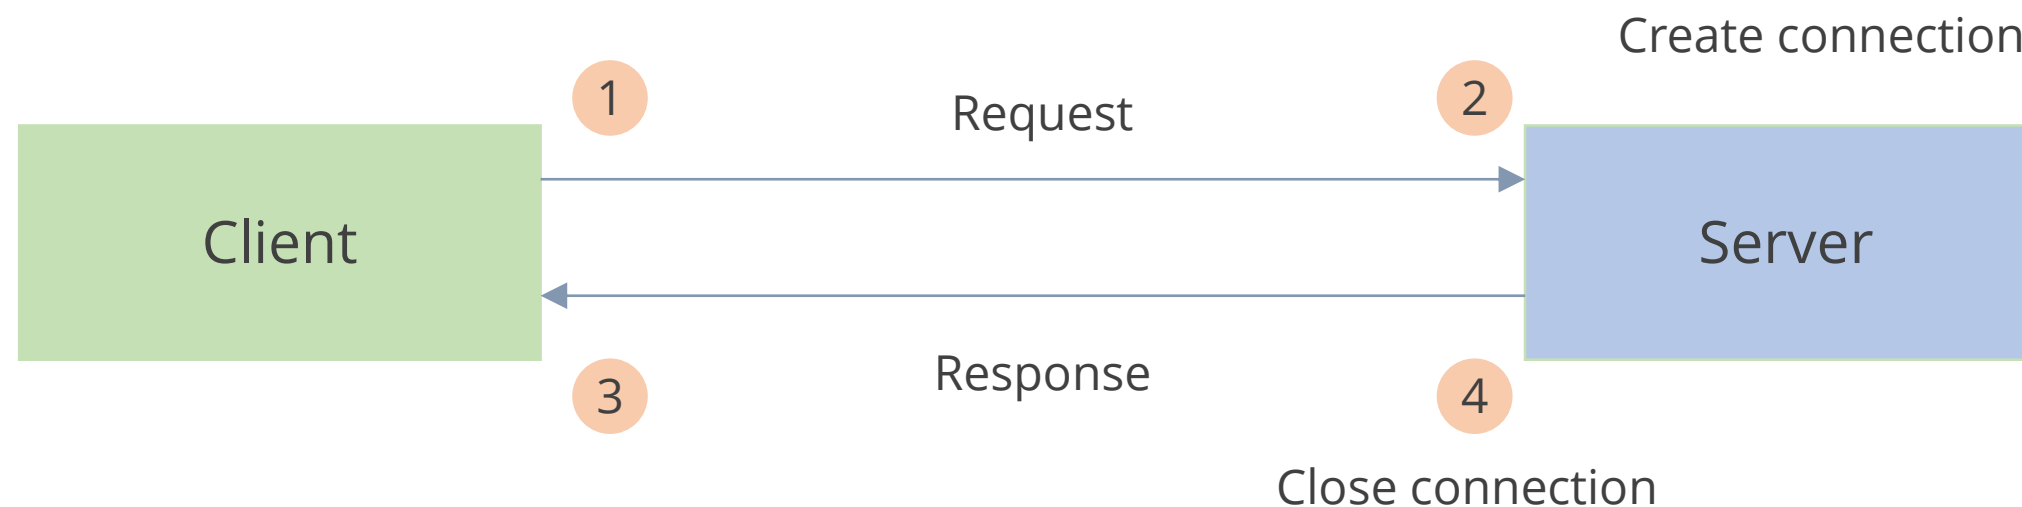 Create connection
1
Request
2
Client
Server
3
Response
4
Close connection